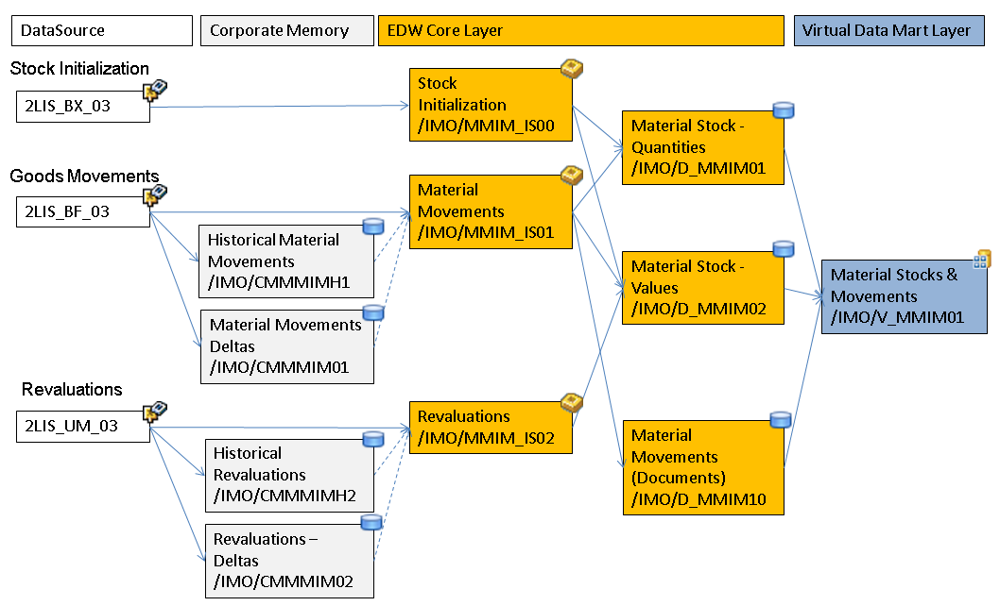 DataSource
Corporate Memory
EDW Core Layer
Virtual Data Mart Layer
Stock Initialization
2LIS_BX_03
Stock
Initialization
/IMO/MMIM_IS00
Material Stock -
Quantities
/IMO/D_MMIM01
Goods Movements
2LIS_BF_03
Material
Movements
/IMO/MMIM_IS01
Historical Material
Movements
/IMO/CMMMIMH1
Material Stock -
Values
/IMO/D_MMIM02
Material Stocks &
Movements
/IMO/V_MMIM01
Material Movements
Deltas
/IMO/CMMMIM01
Revaluations
2LIS_UM_03
Revaluations
/IMO/MMIM_IS02
Material
Movements
(Documents)
/IMO/D_MMIM10
Historical
Revaluations
/IMO/CMMMIMH2
Revaluations –
Deltas
/IMO/CMMMIM02